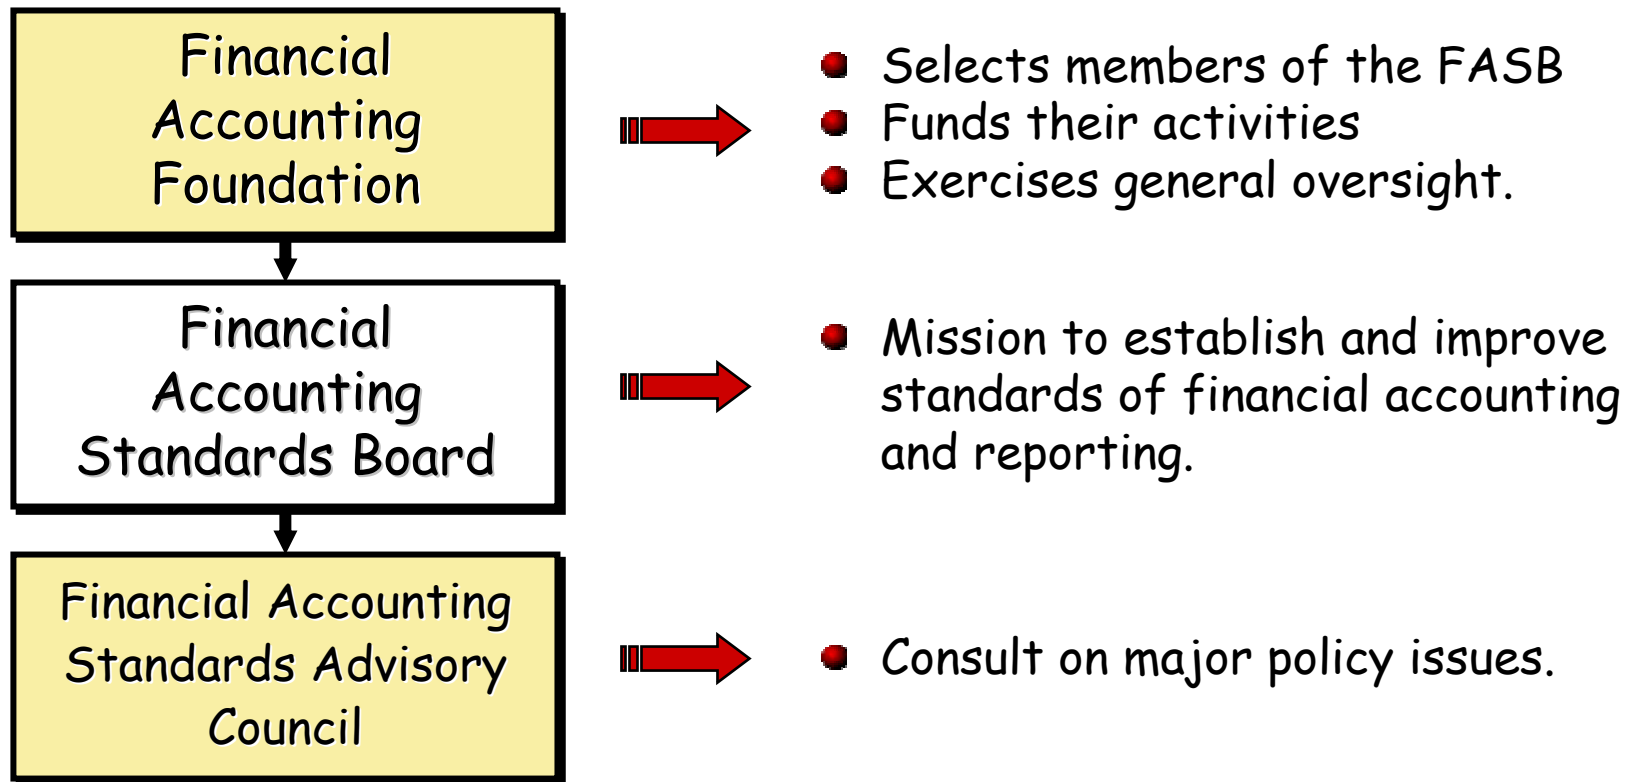 Financial
Accounting
Foundation
Selects members of the FASB
Funds their activities
Exercises general oversight.
Financial
Accounting
Standards Board
Mission to establish and improve
standards of financial accounting
and reporting.
Financial Accounting
Standards Advisory
Council
Consult on major policy issues.